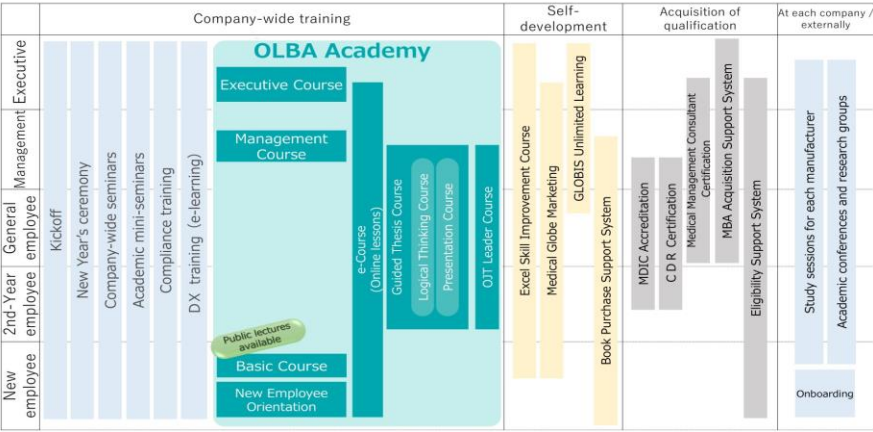 Company-wide training
Self-
development
Acquisition of
qualification
At each company /
externally
Executive
Management
General
employee
2nd-Year
employee
New
employee
Kickoff
New Year's ceremony
Company-wide seminars
Academic mini-seminars
Compliance training
DX training (e-learning)
OLBA Academy
Executive Course
Management
Course
Public lectures
available
Basic Course
New Employee
Orientation
e-Course
(Online lessons)
Guided Thesis Course
Logical Thinking Course
Presentation Course
OJT Leader Course
Excel Skill Improvement Course
Medical Globe Marketing
GLOBIS Unlimited Learning
Book Purchase Support System
MDIC Accreditation
CDR Certification
Medical Management Consultant
Certification
MBA Acquisition Support System
Eligibility Support System
Study sessions for each manufacturer
Academic conferences and research groups
Onboarding